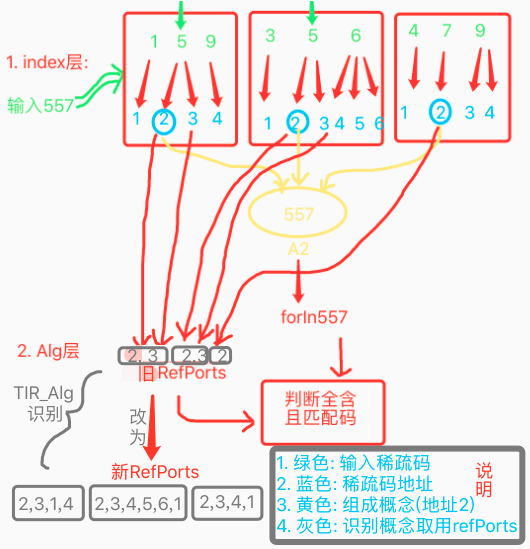 1 5 9
3 5 6
4 7 9
1. index层:
输入557
1 2 3 4
1 2 3 4 5 6
1 2 3 4
557
A2
forIn557
2. Alg层
2, 3
2,3
2
旧RefPorts
TIR_Alg
识别
改
为
判断全含
且匹配码
新RefPorts
2,3,1,4
2,3,4,5,6,1
2,3,4,1
1. 绿色: 输入稀疏码
2. 蓝色: 稀疏码地址
3. 黄色: 组成概念(地址2)
4. 灰色: 识别概念取用refPorts
说
明